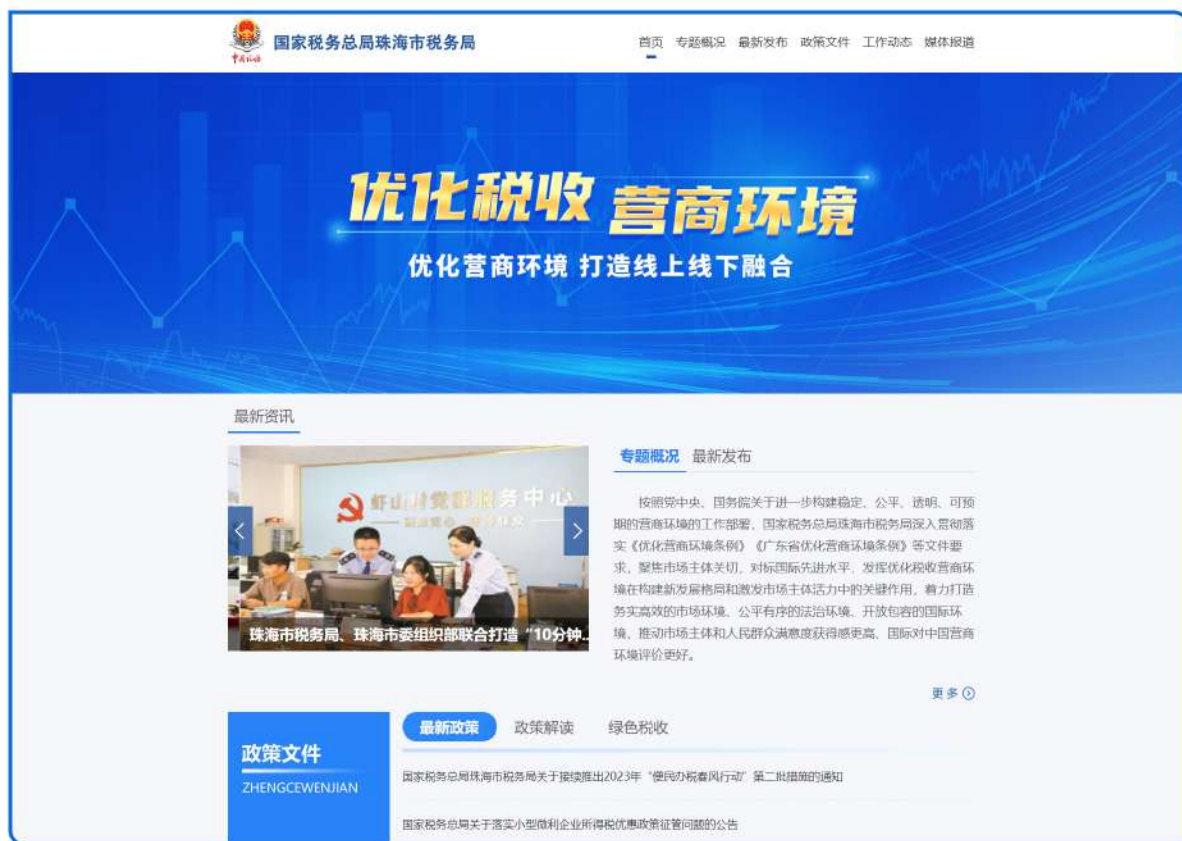 国家税务总局珠海市税务局
中国税务
首页 专题概况 最新发布 政策文件 工作动态 媒体报道
优化税收 营商环境
优化营商环境 打造线上线下融合
最新资讯
虾山村党群服务中心
珠海市税务局、珠海市委组织部联合打造“10分钟...
专题概况 最新发布
按照党中央、国务院关于进一步构建稳定、公平、透明、可预
期的营商环境的工作部署,国家税务总局珠海市税务局深入贯彻落
实《优化营商环境条例》《广东省优化营商环境条例》等文件要
求,聚焦市场主体关切,对标国际先进水平,发挥优化税收营商环
境在构建新发展格局和激发市场主体活力中的关键作用,着力打造
务实高效的市场环境、公平有序的法治环境、开放包容的国际环
境,推动市场主体和人民群众满意度获得感更高、国际对中国营商
环境评价更好。
更多
政策文件
ZHENGCEWENJIAN
最新政策 政策解读 绿色税收
国家税务总局珠海市税务局关于接续推出2023年“便民办税春风行动”第二批措施的通知
国家税务总局关于落实小型微利企业所得税优惠政策征管问题的公告